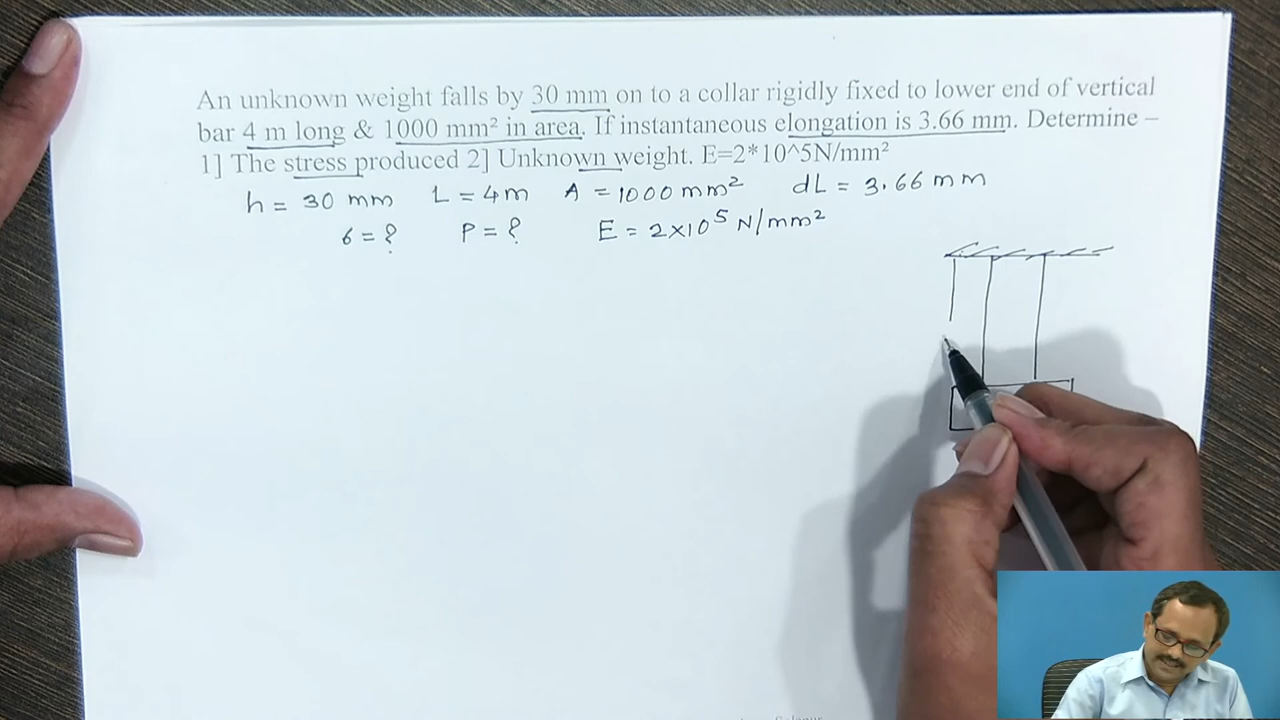 An unknown weight falls by 30 mm on to a collar rigidly fixed to lower end of vertical
bar 4 m long & 1000 mm² in area. If instantaneous elongation is 3.66 mm. Determine –
1] The stress produced 2] Unknown weight. E=2*10^5N/mm²
h = 30 mm L = 4m A = 1000 mm² dL = 3.66 mm
6 = ? P = ? E = 2x10⁵ N/mm²